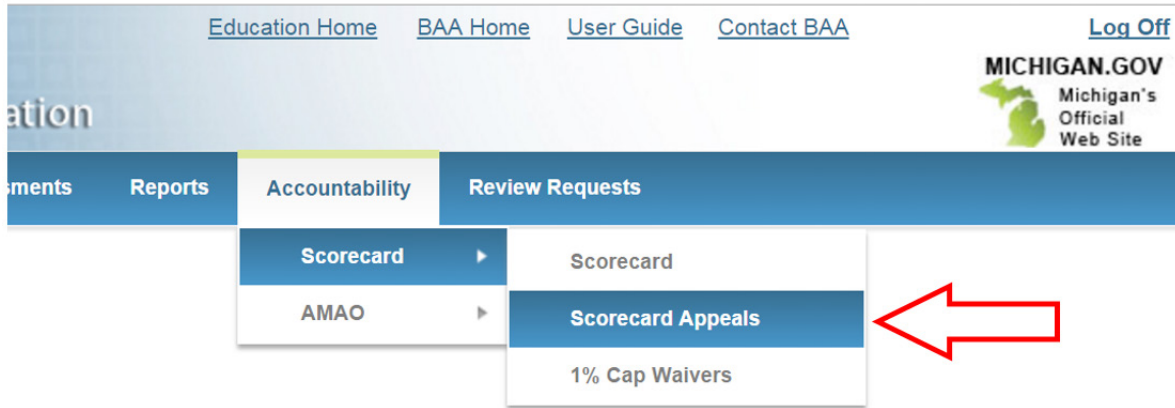 Education Home BAA Home User Guide Contact BAA Log Off
MICHIGAN.GOV
Michigan's
Official
Web Site
ation
sments Reports Accountability Review Requests
Scorecard Scorecard
AMAO Scorecard Appeals
1% Cap Waivers